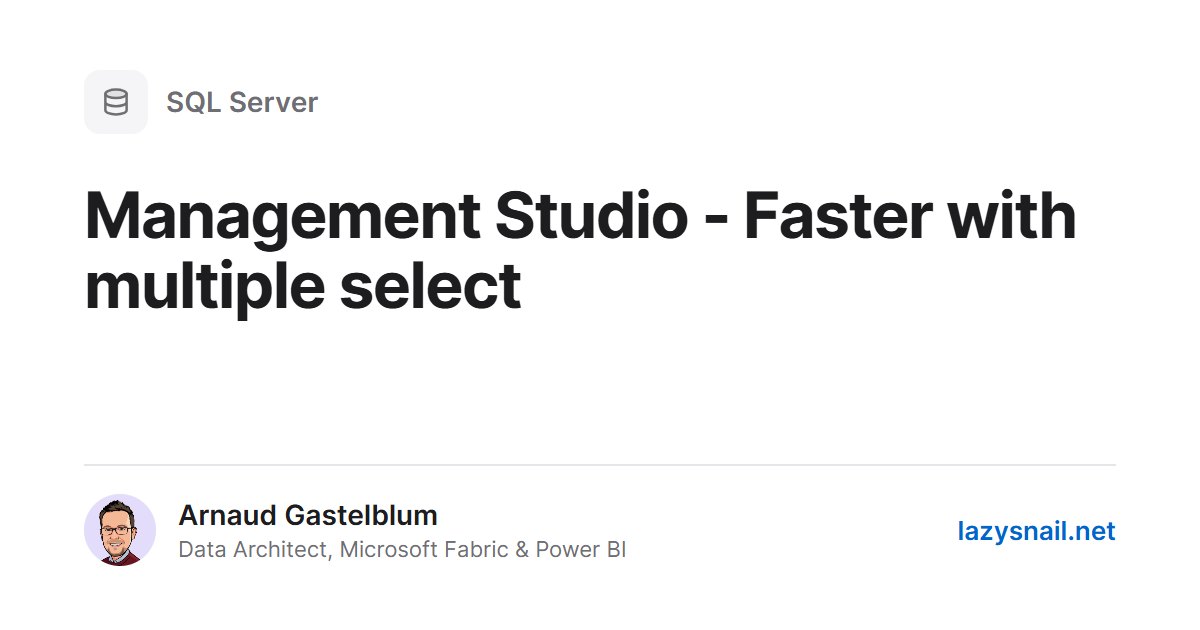 SQL Server
Management Studio - Faster with
multiple select
Arnaud Gastelblum
Data Architect, Microsoft Fabric & Power BI
lazysnail.net